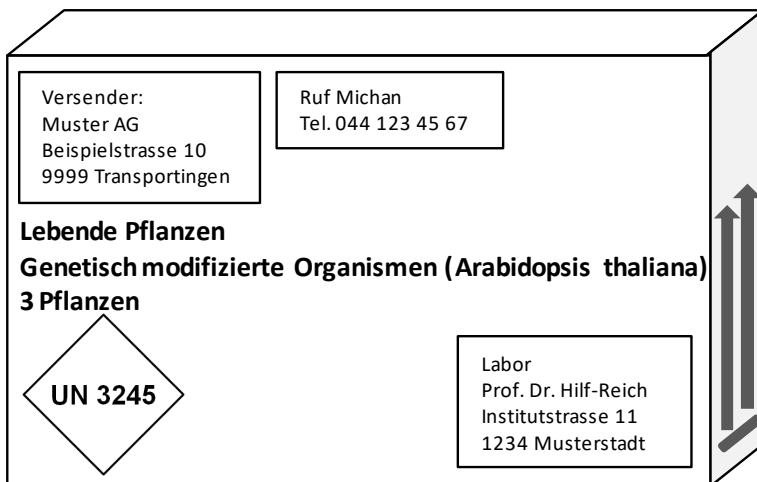 Versender:
Muster AG
Beispielstrasse 10
9999 Transportingen
Ruf Michan
Tel. 044 123 45 67
Lebende Pflanzen
Genetisch modifizierte Organismen (Arabidopsis thaliana)
3 Pflanzen
UN 3245
Labor
Prof. Dr. Hilf-Reich
Institutstrasse 11
1234 Musterstadt